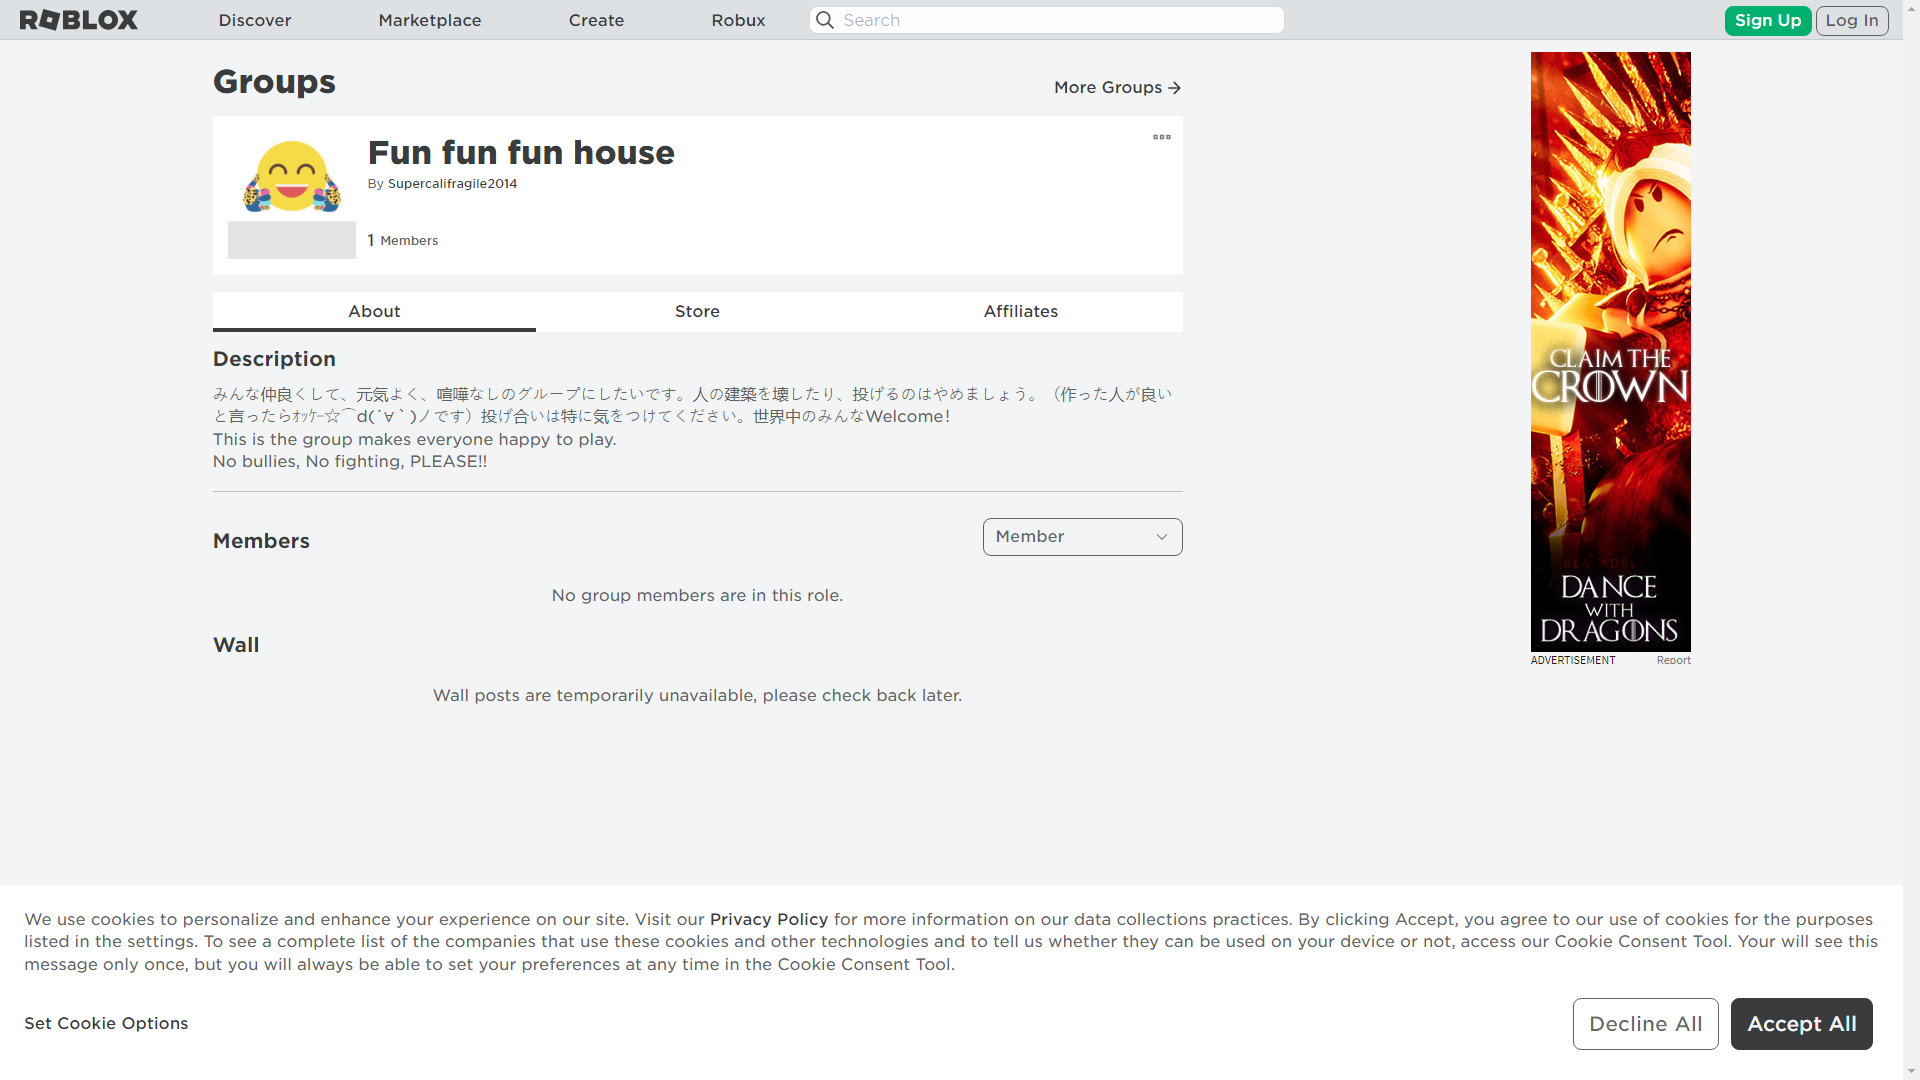 ROBLOX
Discover
Marketplace
Create
Robux
Search
Sign Up
Log In
Groups
More Groups
Fun fun fun house
By Supercalifragile2014
1 Members
About
Store
Affiliates
Description
みんな仲良くして、元気よく、喧嘩なしのグループにしたいです。人の建築を壊したり、投げるのはやめましょう。（作った人が良い
と言ったらｵｯｹｰ☆⌒d(´∀｀)ノです）投げ合いは特に気をつけてください。世界中のみんなWelcome！
This is the group makes everyone happy to play.
No bullies, No fighting, PLEASE!!
Members
Member
No group members are in this role.
Wall
Wall posts are temporarily unavailable, please check back later.
CLAIM THE
CROWN
DANCE
WITH
DRAGONS
ADVERTISEMENT
Report
We use cookies to personalize and enhance your experience on our site. Visit our Privacy Policy for more information on our data collections practices. By clicking Accept, you agree to our use of cookies for the purposes
listed in the settings. To see a complete list of the companies that use these cookies and other technologies and to tell us whether they can be used on your device or not, access our Cookie Consent Tool. Your will see this
message only once, but you will always be able to set your preferences at any time in the Cookie Consent Tool.
Set Cookie Options
Decline All
Accept All